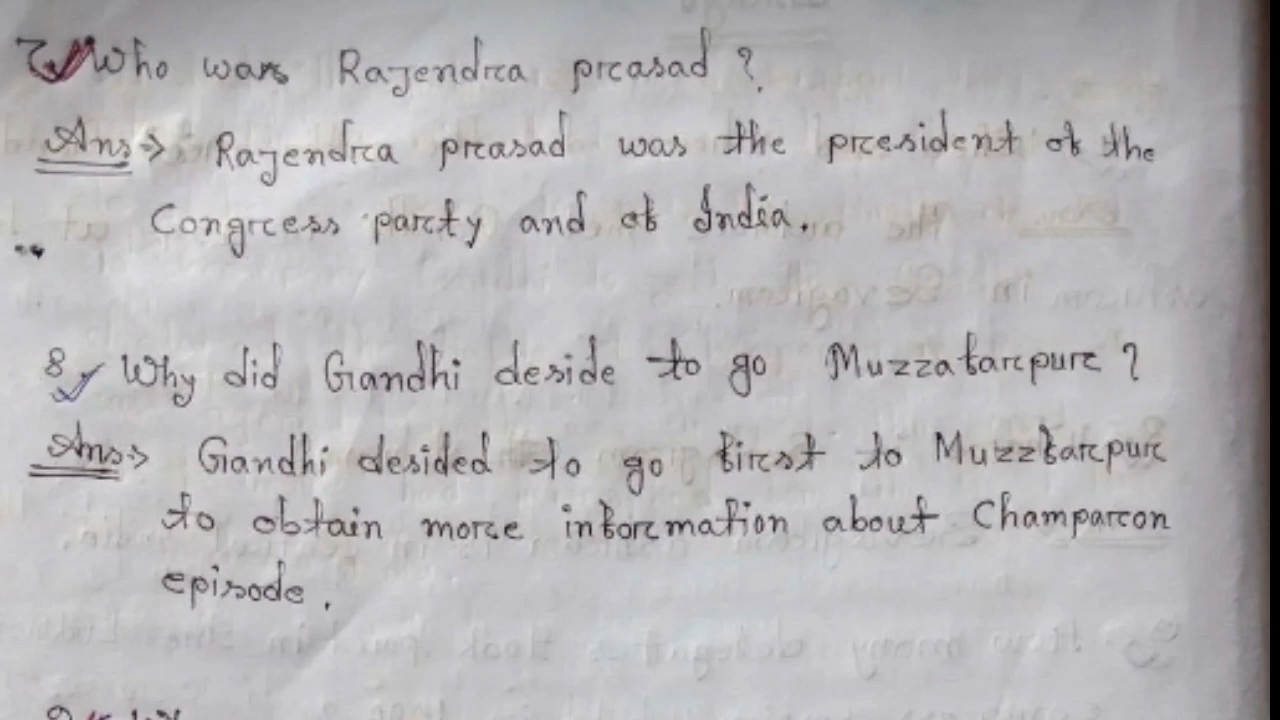 7. Who was Rajendra prasad ?
Ans⇒ Rajendra prasad was the president of the
Congress party and of India.
8. Why did Gandhi deside to go Muzzafarpur ?
Ans⇒ Gandhi desided to go first to Muzzfarpur
to obtain more information about Champaron
episode.